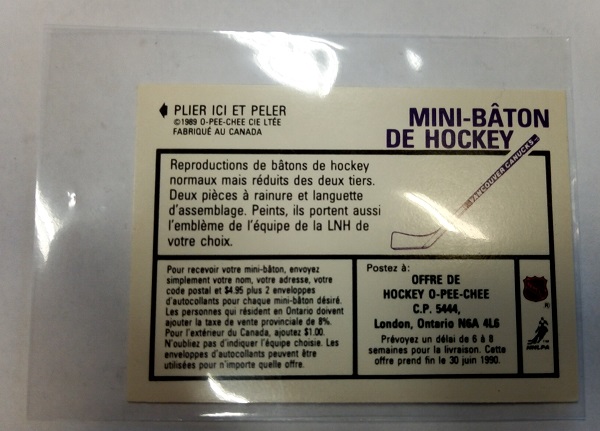 PLIER ICI ET PELER
©1989 O-PEE-CHEE CIE LTÉE
FABRIQUÉ AU CANADA
MINI-BÂTON
DE HOCKEY
VANCOUVER CANUCKS
Reproductions de bâtons de hockey
normaux mais réduits des deux tiers.
Deux pièces à rainure et languette
d'assemblage. Peints, ils portent aussi
l'emblème de l'équipe de la LNH de
votre choix.
Pour recevoir votre mini-bâton, envoyez
simplement votre nom, votre adresse, votre
code postal et $4.95 plus 2 enveloppes
d'autocollants pour chaque mini-bâton désiré.
Les personnes qui résident en Ontario doivent
ajouter la taxe de vente provinciale de 8%.
Pour l'extérieur du Canada, ajoutez $1.00.
N'oubliez pas d'indiquer l'équipe choisie. Les
enveloppes d'autocollants peuvent être
utilisées pour n'importe quelle offre.
Postez à:
OFFRE DE
HOCKEY O-PEE-CHEE
C.P. 5444,
London, Ontario N6A 4L6
Prévoyez un délai de 6 à 8
semaines pour la livraison. Cette
offre prend fin le 30 juin 1990.
NHLPA